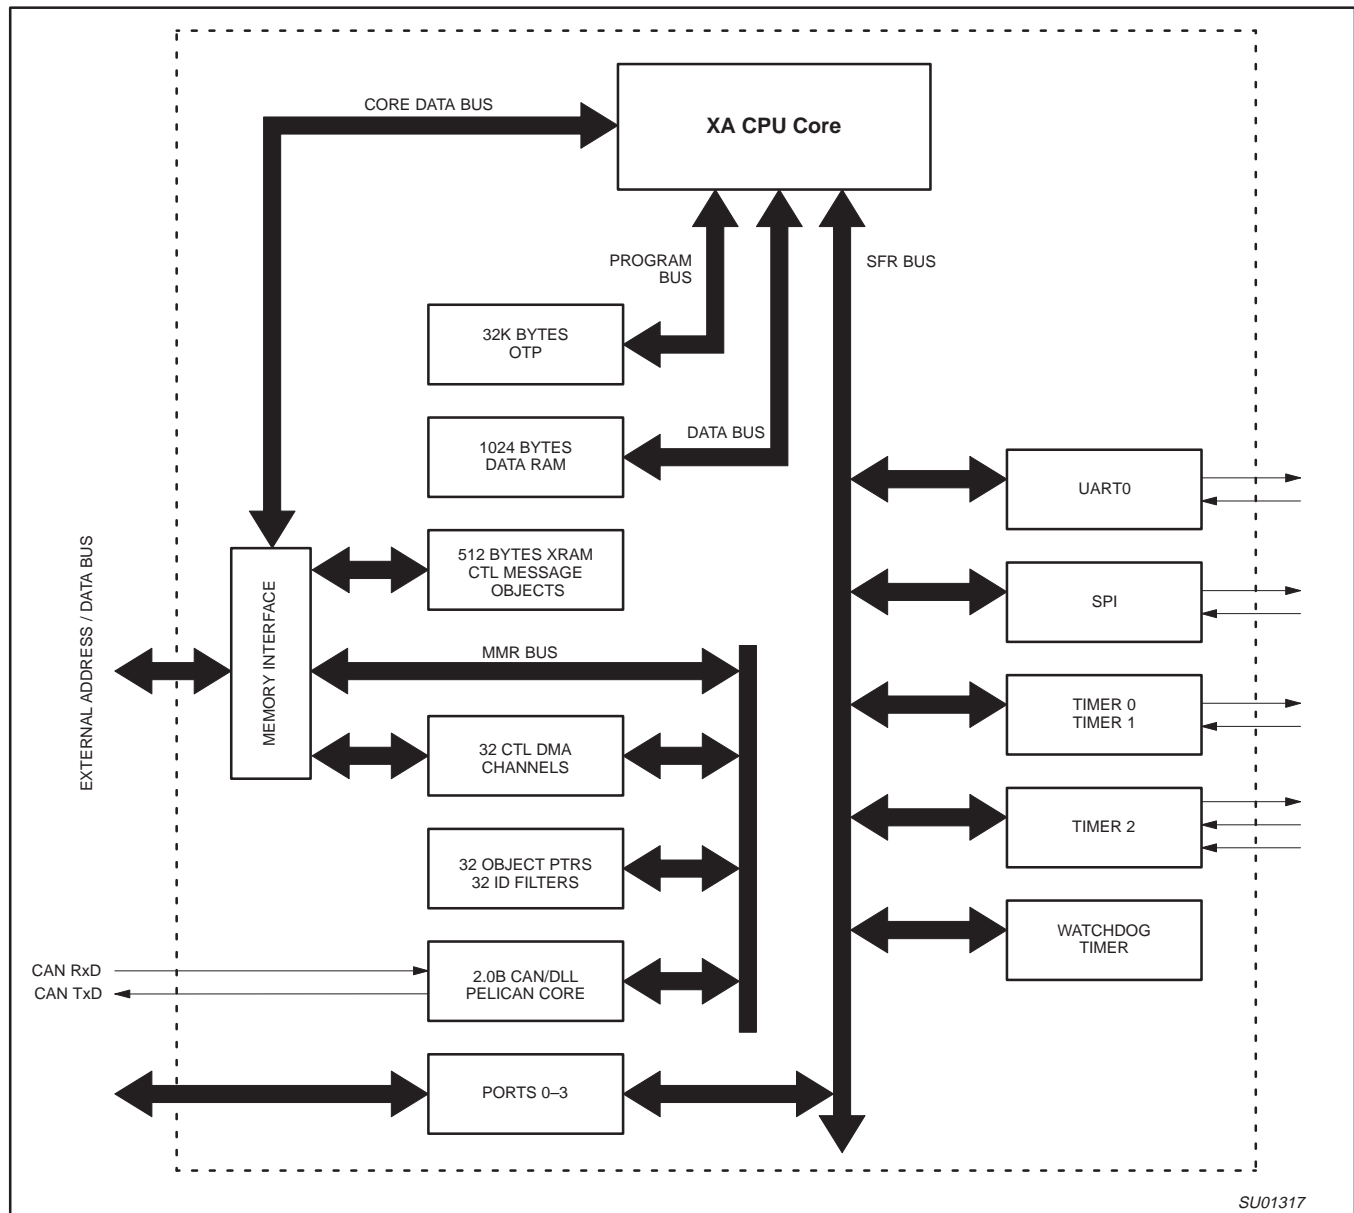 XA CPU Core
CORE DATA BUS
PROGRAM
BUS
SFR BUS
32K BYTES
OTP
1024 BYTES
DATA RAM
DATA BUS
UART0
512 BYTES XRAM
CTL MESSAGE
OBJECTS
SPI
EXTERNAL ADDRESS / DATA BUS
MEMORY INTERFACE
MMR BUS
TIMER 0
TIMER 1
32 CTL DMA
CHANNELS
TIMER 2
32 OBJECT PTRS
32 ID FILTERS
WATCHDOG
TIMER
CAN RxD
CAN TxD
2.0B CAN/DLL
PELICAN CORE
PORTS 0–3
SU01317